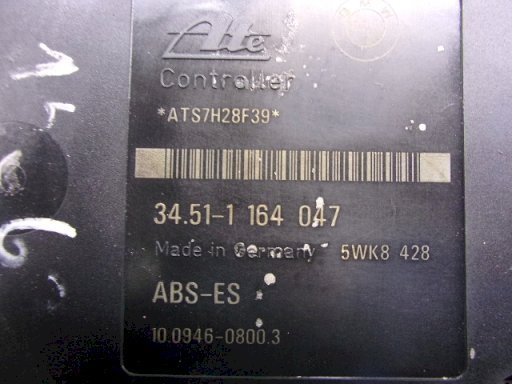 Ate
Controller
*ATS7H28F39*
34.51-1 164 047
Made in Germany 5WK8 428
ABS-ES
10.0946-0800.3